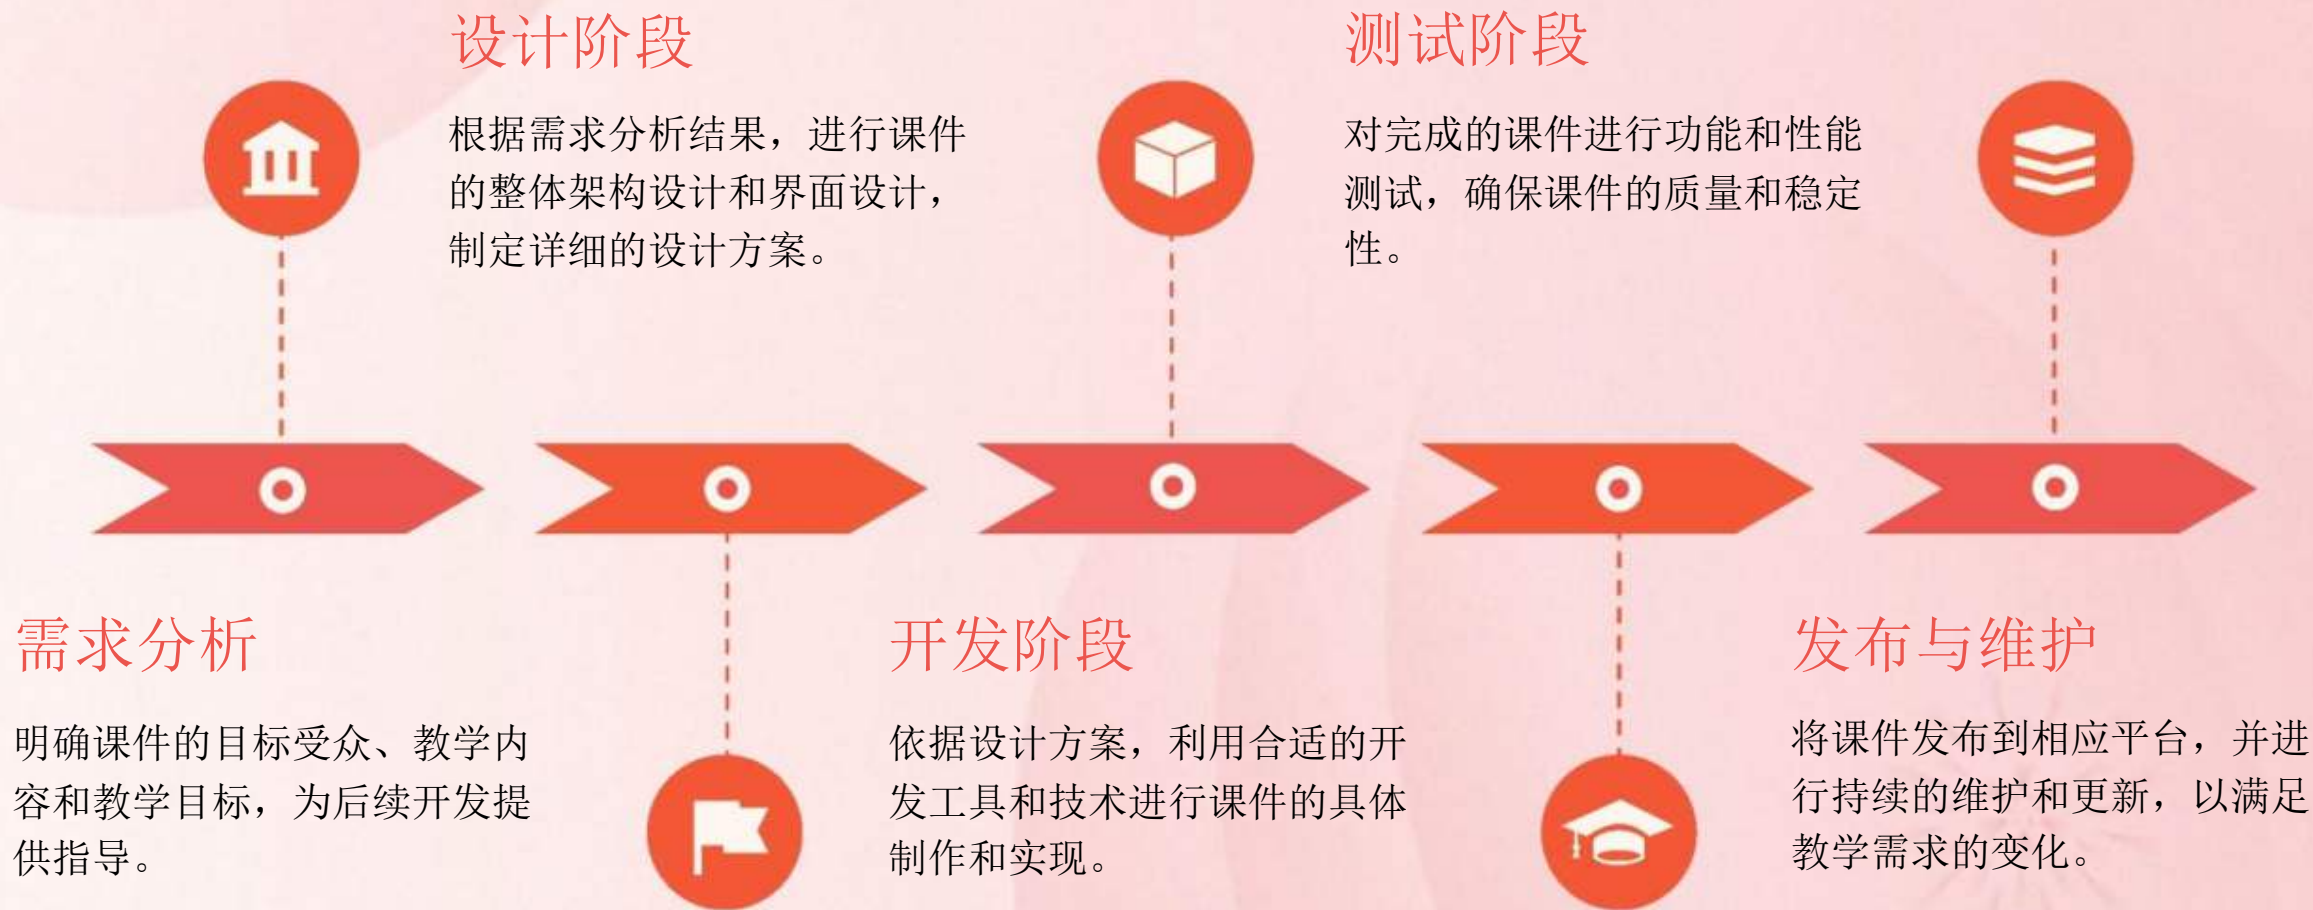 设计阶段
根据需求分析结果，进行课件
的整体架构设计和界面设计，
制定详细的设计方案。
测试阶段
对完成的课件进行功能和性能
测试，确保课件的质量和稳定
性。
需求分析
明确课件的目标受众、教学内
容和教学目标，为后续开发提
供指导。
开发阶段
依据设计方案，利用合适的开
发工具和技术进行课件的具体
制作和实现。
发布与维护
将课件发布到相应平台，并进
行持续的维护和更新，以满足
教学需求的变化。